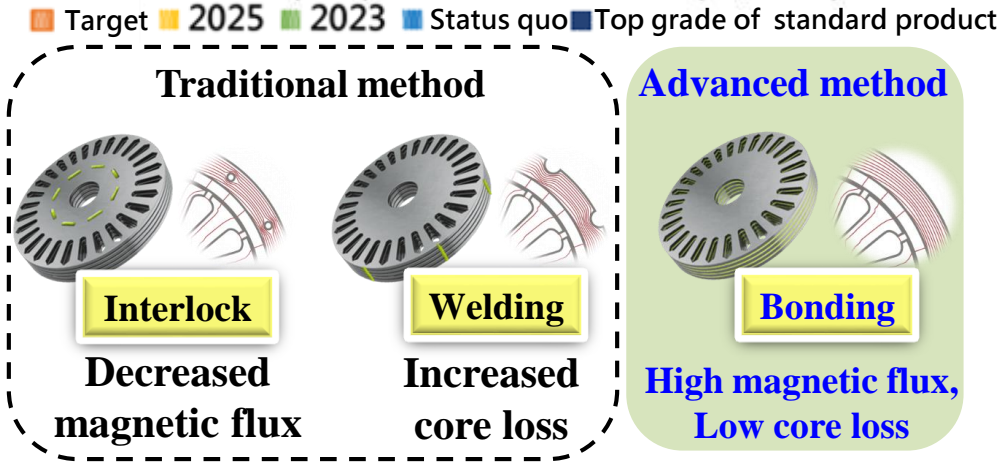 Target 2025 2023 Status quo Top grade of standard product
Traditional method
Interlock
Decreased
magnetic flux
Welding
Increased
core loss
Advanced method
Bonding
High magnetic flux,
Low core loss